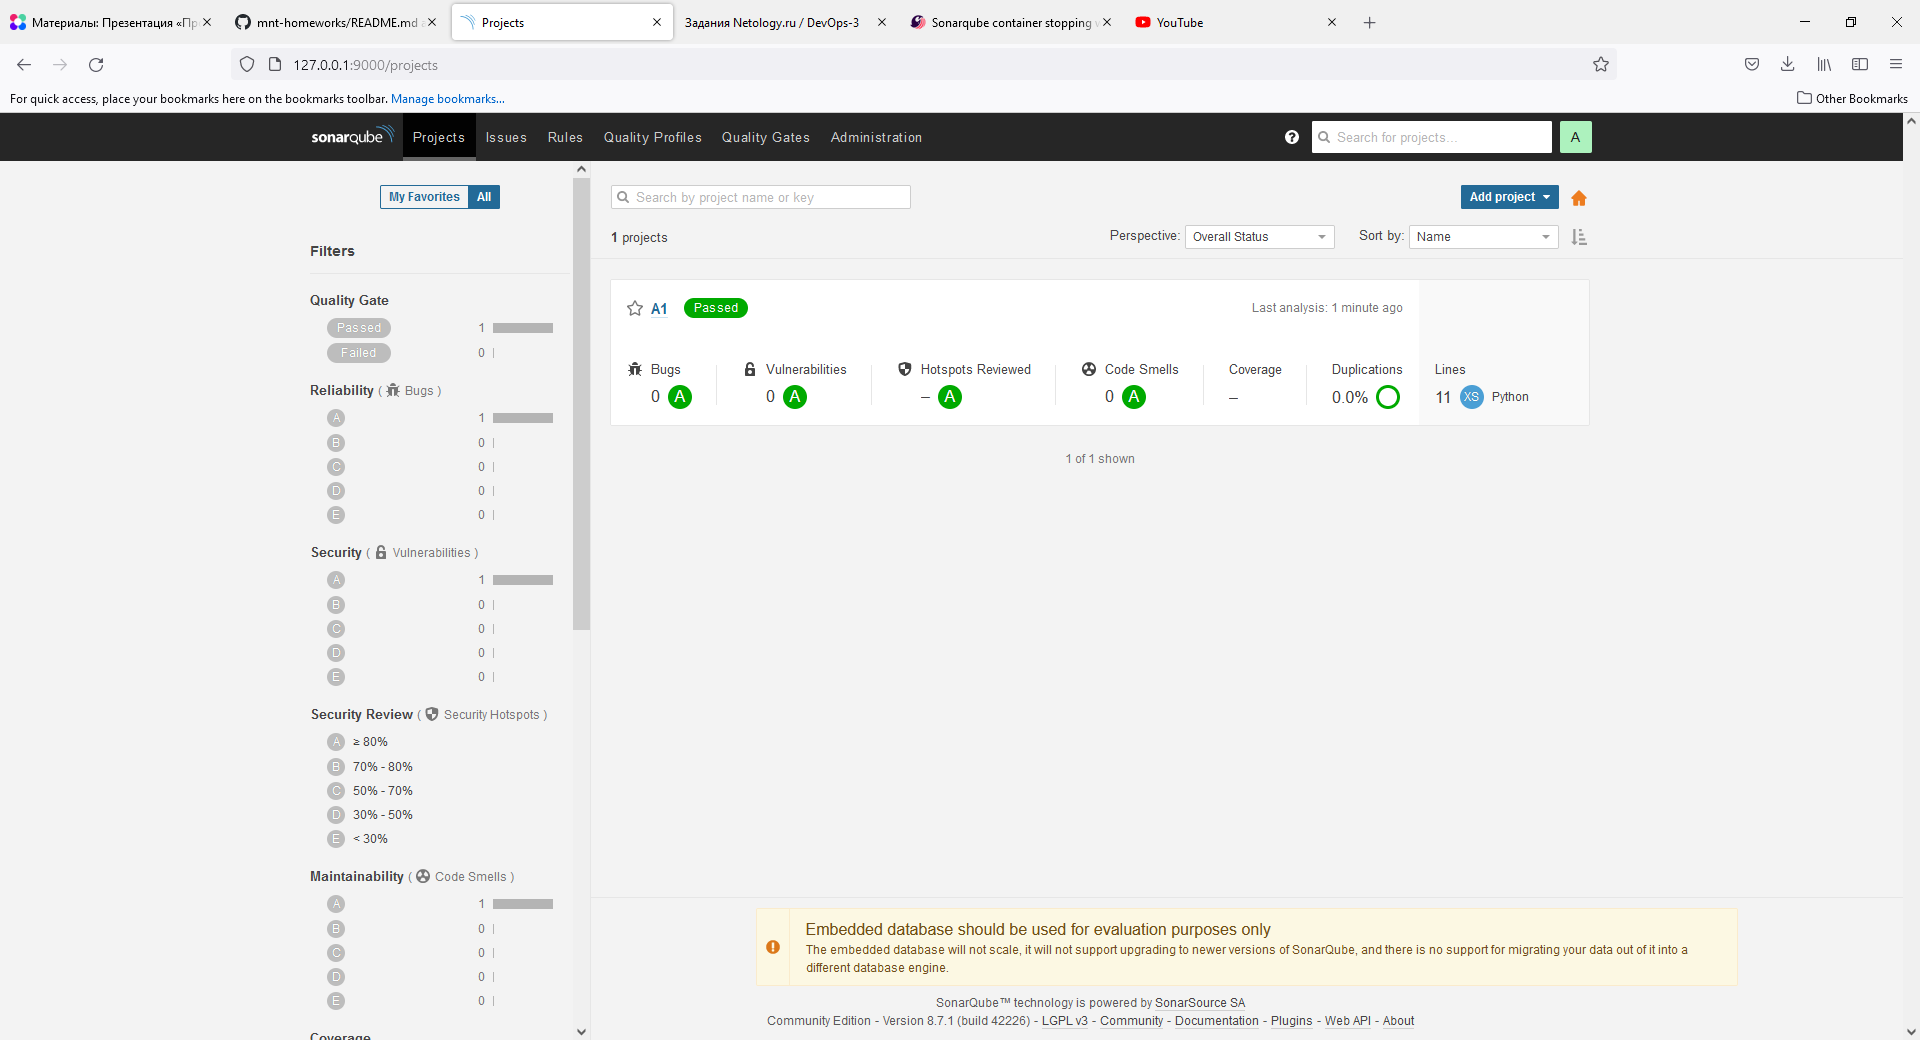 Материалы: Презентация «Пр
mnt-homeworks/README.md
Projects
Задания Netology.ru / DevOps-3
Sonarqube container stopping
YouTube
127.0.0.1:9000/projects
For quick access, place your bookmarks here on the bookmarks toolbar. Manage bookmarks...
Other Bookmarks
sonarqube
Projects
Issues
Rules
Quality Profiles
Quality Gates
Administration
?
Search for projects...
A
My Favorites
All
Search by project name or key
Add project
1 projects
Perspective: Overall Status
Sort by: Name
Filters
Quality Gate
Passed 1
Failed 0
Reliability ( Bugs )
A 1
B 0
C 0
D 0
E 0
Security ( Vulnerabilities )
A 1
B 0
C 0
D 0
E 0
Security Review ( Security Hotspots )
A ≥ 80%
B 70% - 80%
C 50% - 70%
D 30% - 50%
E < 30%
Maintainability ( Code Smells )
A 1
B 0
C 0
D 0
E 0
Coverage
A1 Passed Last analysis: 1 minute ago
Bugs Vulnerabilities Hotspots Reviewed Code Smells Coverage Duplications Lines
0 A 0 A – A 0 A – 0.0% 11 XS Python
1 of 1 shown
Embedded database should be used for evaluation purposes only
The embedded database will not scale, it will not support upgrading to newer versions of SonarQube, and there is no support for migrating your data out of it into a
different database engine.
SonarQube™ technology is powered by SonarSource SA
Community Edition - Version 8.7.1 (build 42226) - LGPL v3 - Community - Documentation - Plugins - Web API - About